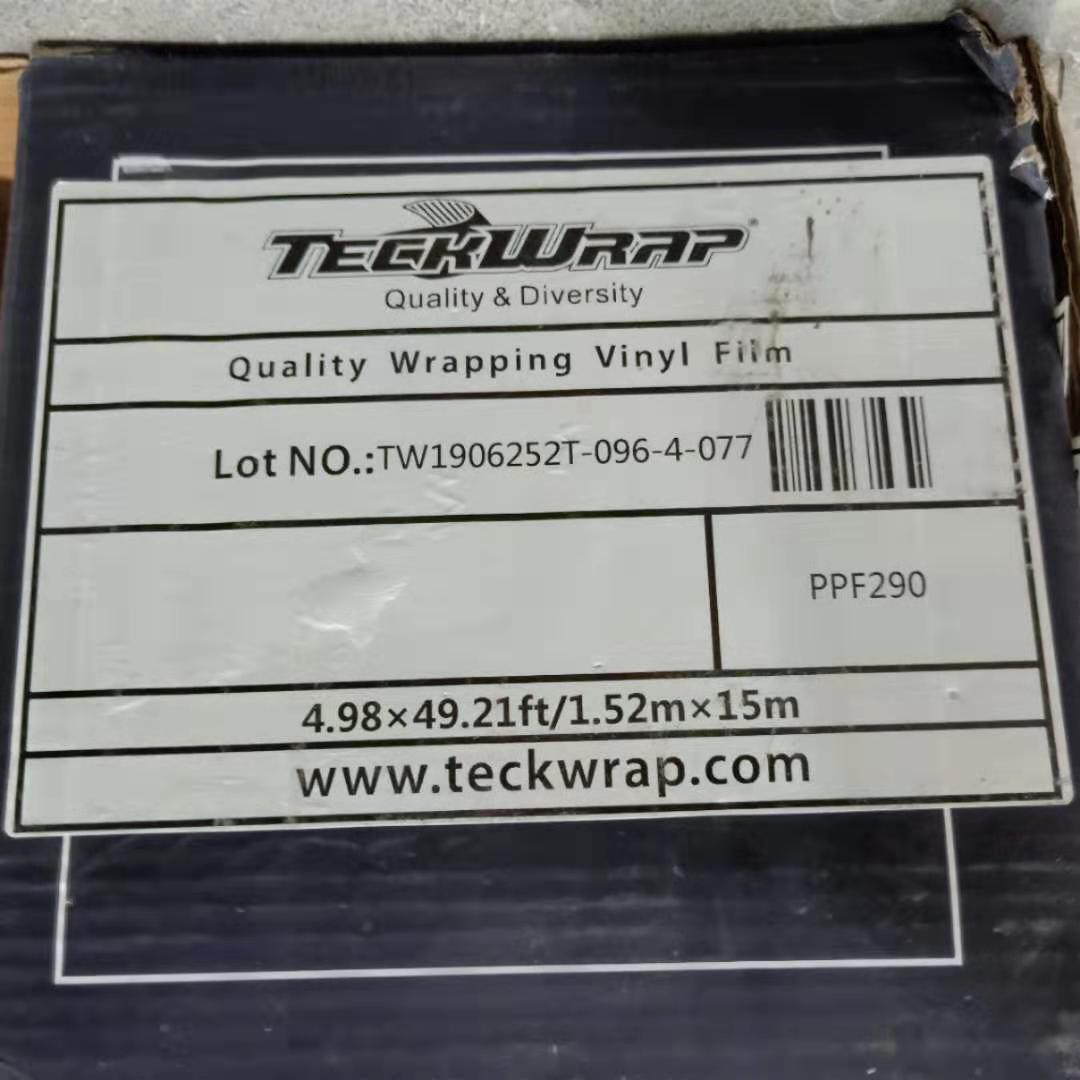 TECKWRAP®
Quality & Diversity
Quality Wrapping Vinyl Film
Lot NO.:TW1906252T-096-4-077
PPF290
4.98×49.21ft/1.52m×15m
www.teckwrap.com